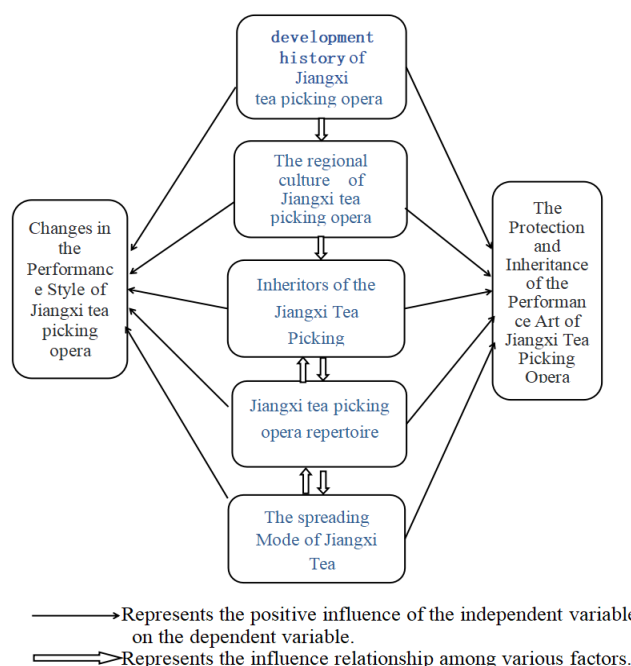 development
history of
Jiangxi
tea picking opera
The regional
culture of
Jiangxi tea
picking opera
Changes in
the
Performanc
e Style of
Jiangxi tea
picking
opera
Inheritors of the
Jiangxi Tea
Picking
The
Protection
and
Inheritance
of the
Performan
ce Art of
Jiangxi Tea
Picking
Opera
Jiangxi tea picking
opera repertoire
The spreading
Mode of Jiangxi
Tea
Represents the positive influence of the independent variable
on the dependent variable.
Represents the influence relationship among various factors.